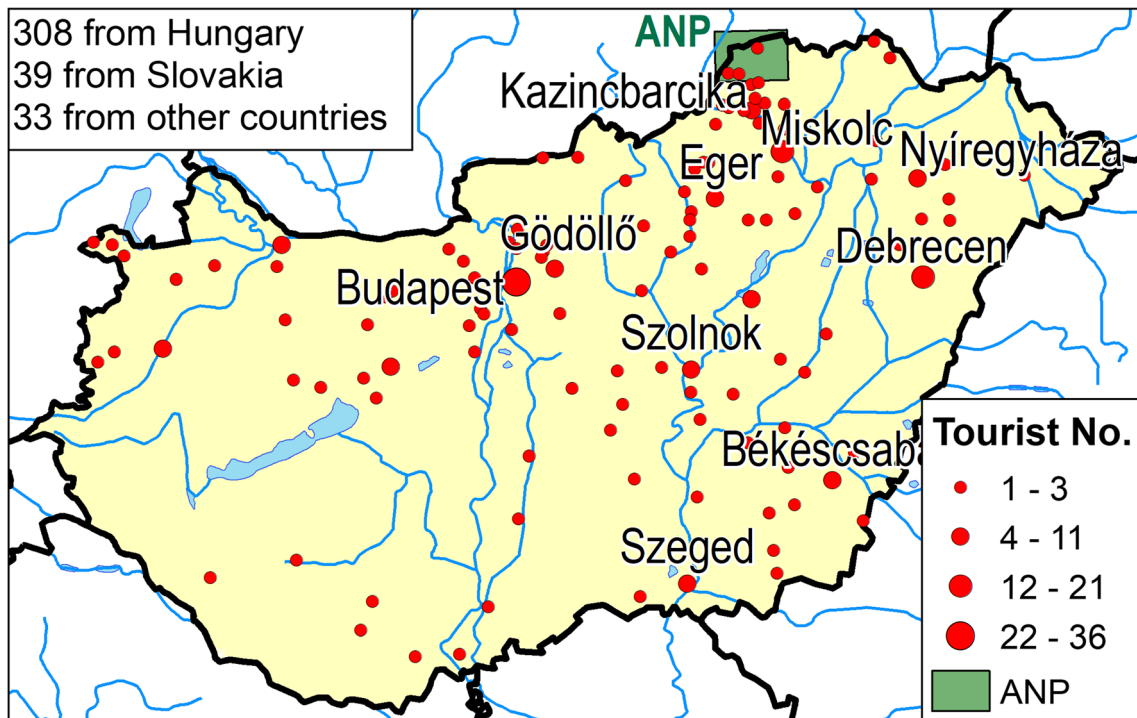 308 from Hungary
39 from Slovakia
33 from other countries
ANP
Kazincbarcika
Miskolc
Eger
Nyíregyháza
Gödöllő
Debrecen
Budapest
Szolnok
Békéscsab
Szeged
Tourist No.
1 - 3
4 - 11
12 - 21
22 - 36
ANP